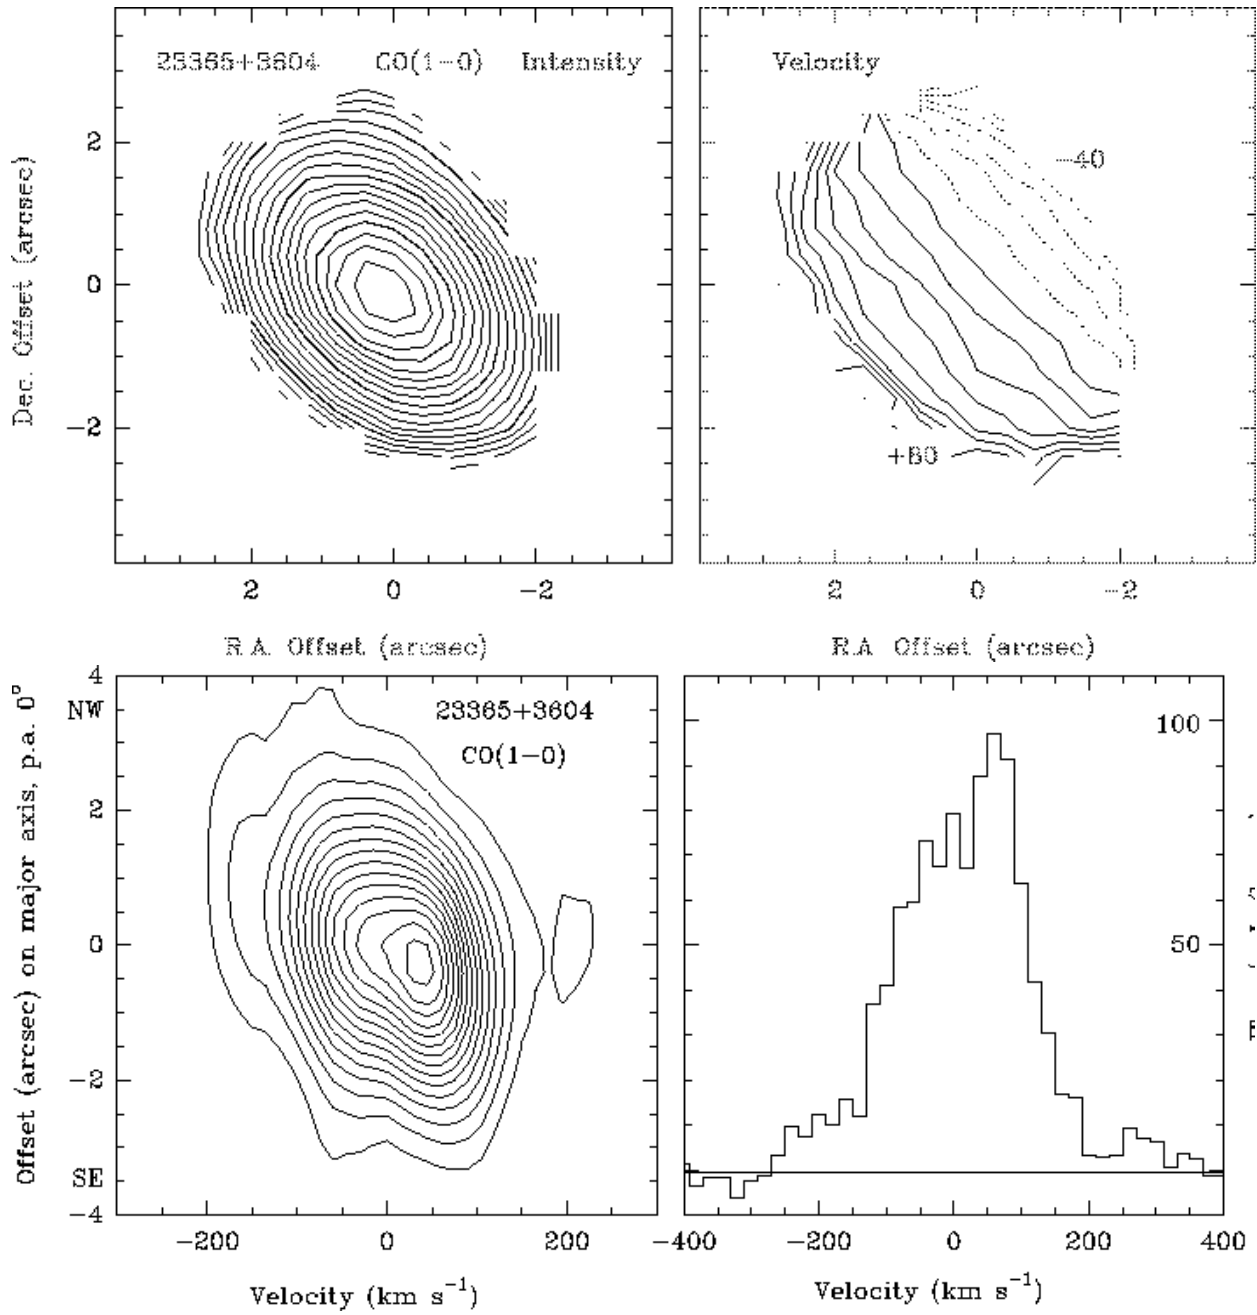 23365+3604 CO(1-0) Intensity
Velocity
-40
+80
Dec. Offset (arcsec)
2
0
-2
2 0 -2
2 0 -2
R.A. Offset (arcsec)
R.A. Offset (arcsec)
23365+3604
CO(1-0)
NW
SE
Offset (arcsec) on major axis, p.a. 0°
4
2
0
-2
-4
100
50
-200 0 200
-400 -200 0 200 400
Velocity (km s⁻¹)
Velocity (km s⁻¹)